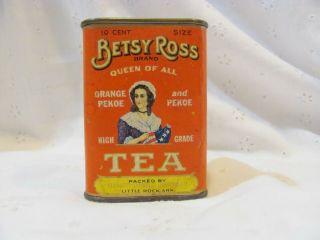 10 CENT SIZE
BETSY ROSS
BRAND
QUEEN OF ALL
ORANGE PEKOE and PEKOE
HIGH GRADE
TEA
PACKED BY
LITTLE ROCK, ARK.